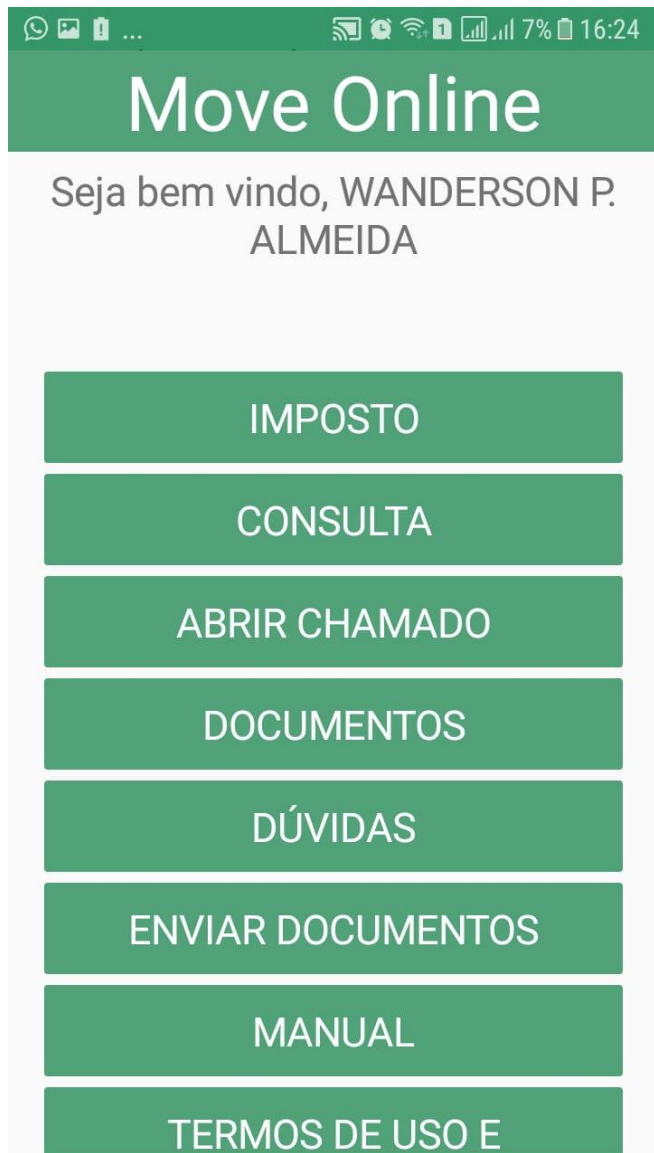 ... 1 7% 16:24
Move Online
Seja bem vindo, WANDERSON P.
ALMEIDA
IMPOSTO
CONSULTA
ABRIR CHAMADO
DOCUMENTOS
DÚVIDAS
ENVIAR DOCUMENTOS
MANUAL
TERMOS DE USO E